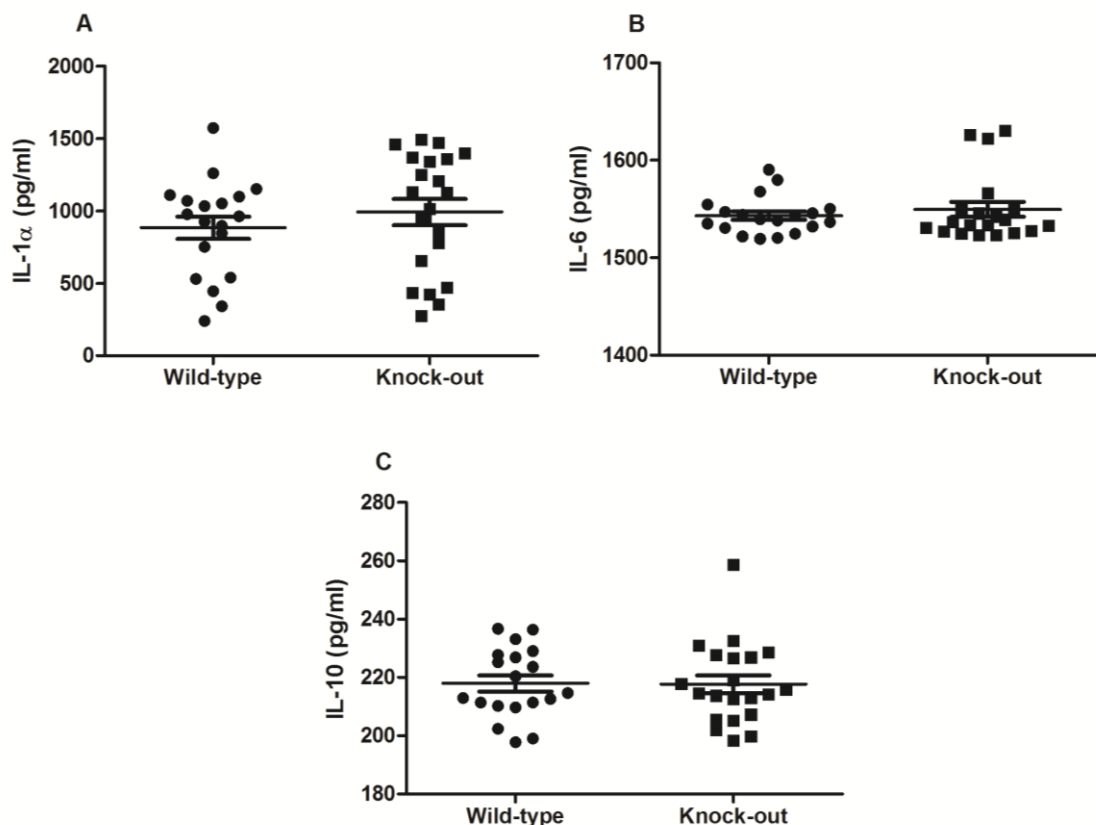 A
IL-1α (pg/ml)
2000
1500
1000
500
0
Wild-type
Knock-out
B
IL-6 (pg/ml)
1700
1600
1500
1400
Wild-type
Knock-out
C
IL-10 (pg/ml)
280
260
240
220
200
180
Wild-type
Knock-out